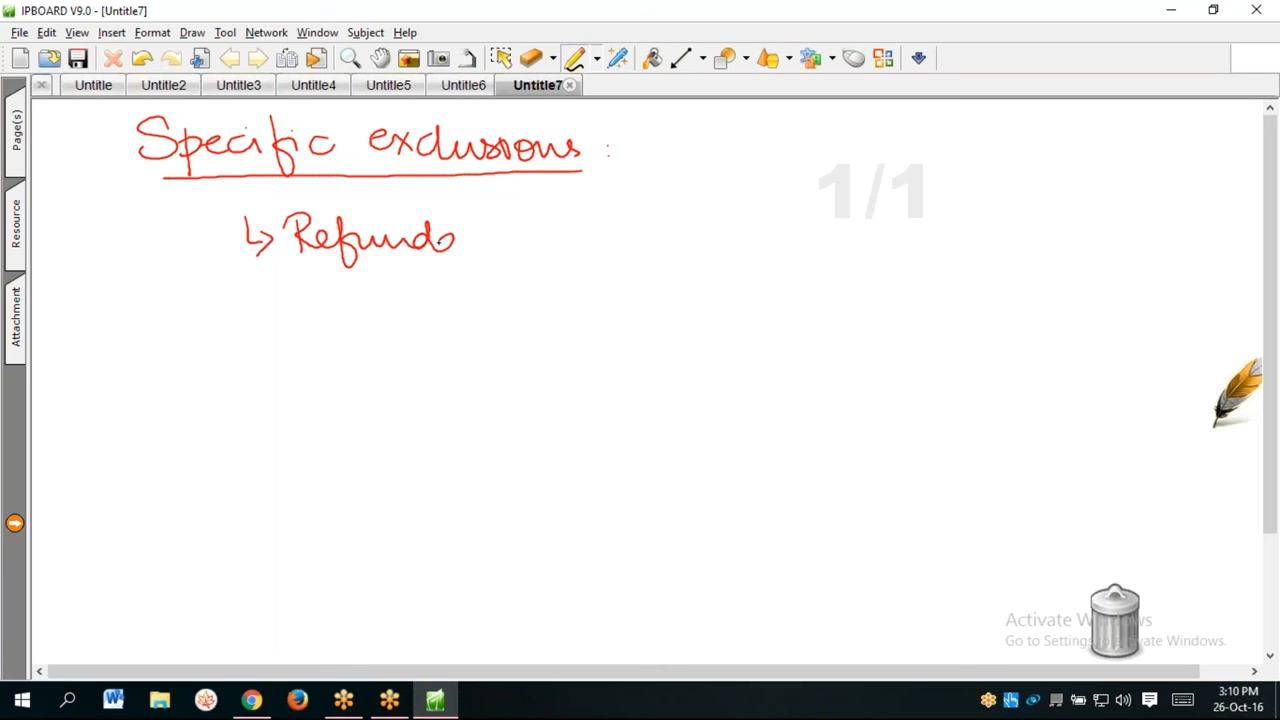 IPBOARD V9.0 - [Untitle7]
File Edit View Insert Format Draw Tool Network Window Subject Help
Untitle Untitle2 Untitle3 Untitle4 Untitle5 Untitle6 Untitle7
Page(s)
Resource
Attachment
1/1
Specific exclusions :
↳ Refunds
Activate Windows
Go to Settings to activate Windows.
3:10 PM
26-Oct-16